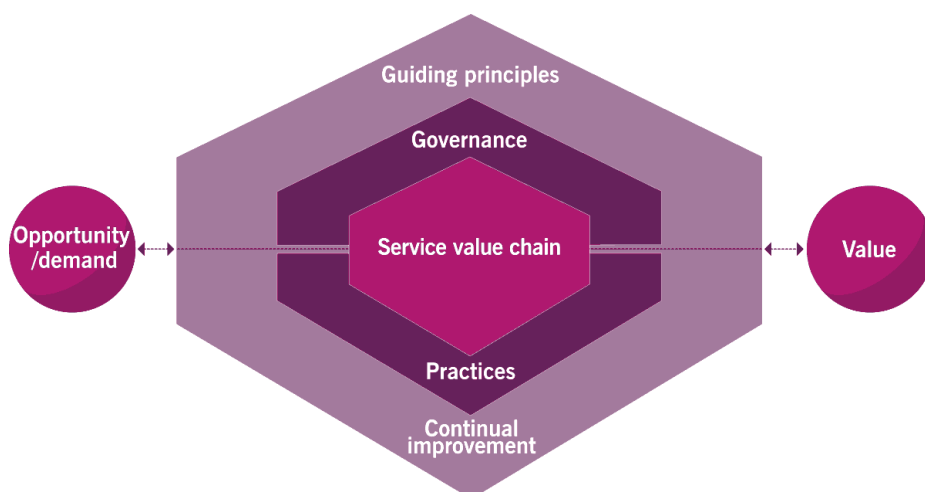 Guiding principles
Governance
Opportunity
/demand
Service value chain
Value
Practices
Continual
improvement